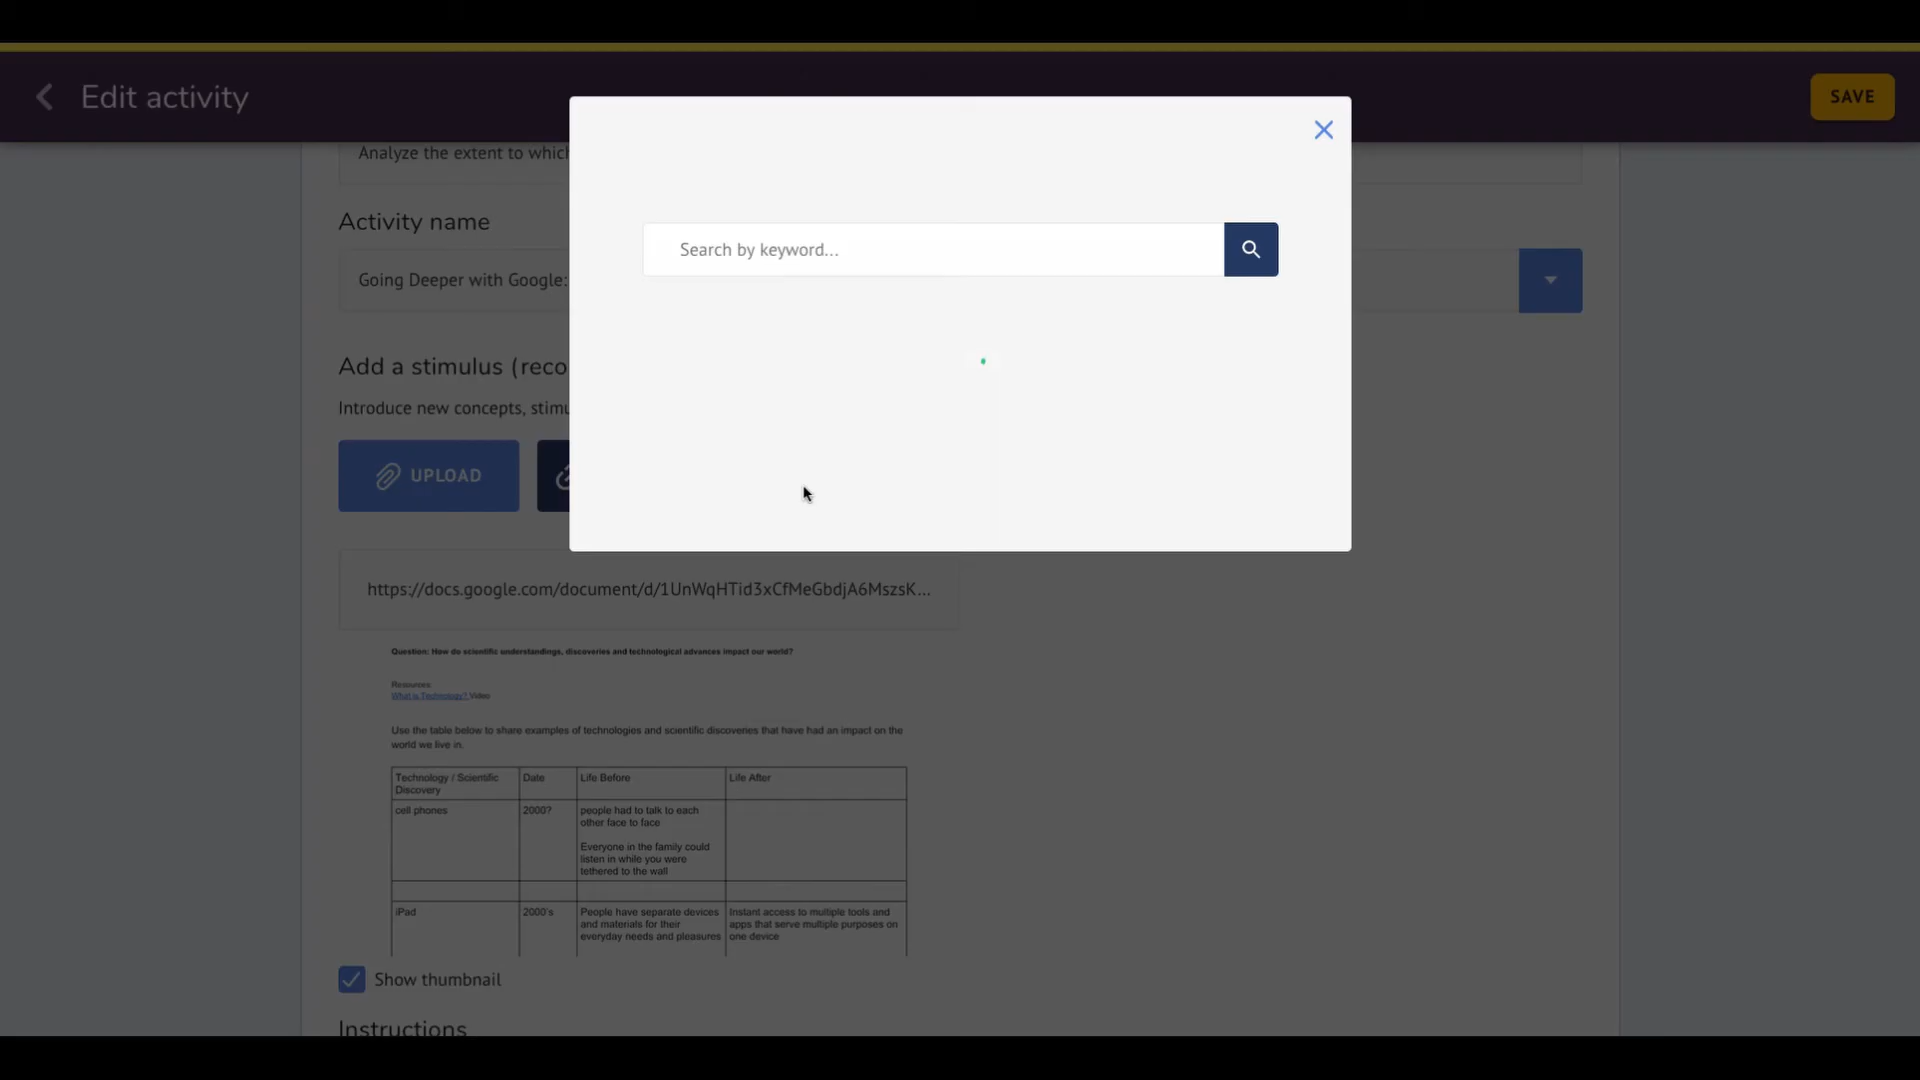 Edit activity
SAVE
Analyze the extent to which
Search by keyword...
Activity name
Going Deeper with Google:
Add a stimulus (reco
Introduce new concepts, stimu
UPLOAD
https://docs.google.com/document/d/1UnWqHTid3xCfMeGbdjA6MszsK...
Question: How do scientific understandings, discoveries and technological advances impact our world?
Resources:
What is Technology? Video
Use the table below to share examples of technologies and scientific discoveries that have had an impact on the
world we live in.
Technology / Scientific Discovery Date Life Before Life After
cell phones 2000? people had to talk to each
other face to face
Everyone in the family could
listen in while you were
tethered to the wall
iPad 2000's People have separate devices Instant access to multiple tools and
and materials for their apps that serve multiple purposes on
everyday needs and pleasures one device
Show thumbnail
Instructions